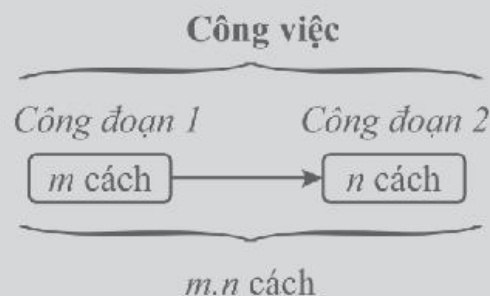 Công việc
Công đoạn 1 Công đoạn 2
m cách n cách
m.n cách